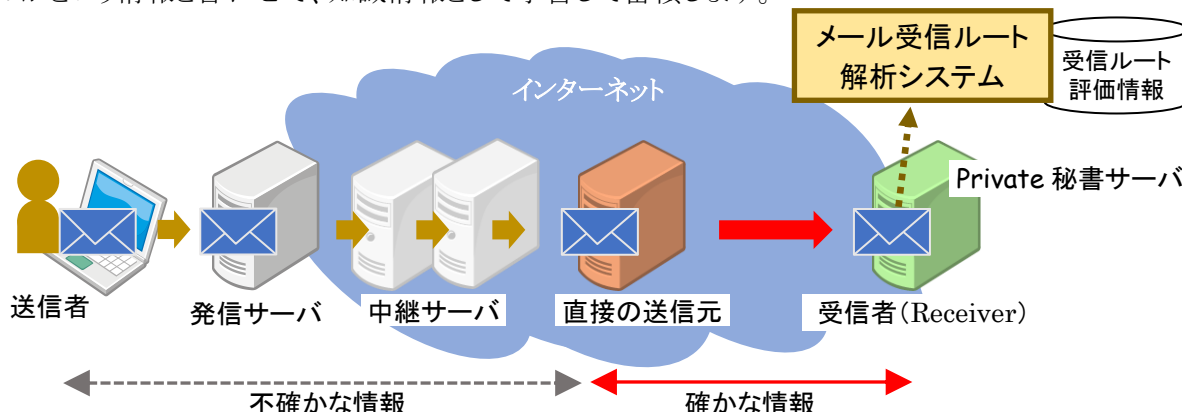 メール受信ルート
解析システム
受信ルート
評価情報
インターネット
Private 秘書サーバ
送信者
発信サーバ
中継サーバ
直接の送信元
受信者(Receiver)
不確かな情報
確かな情報